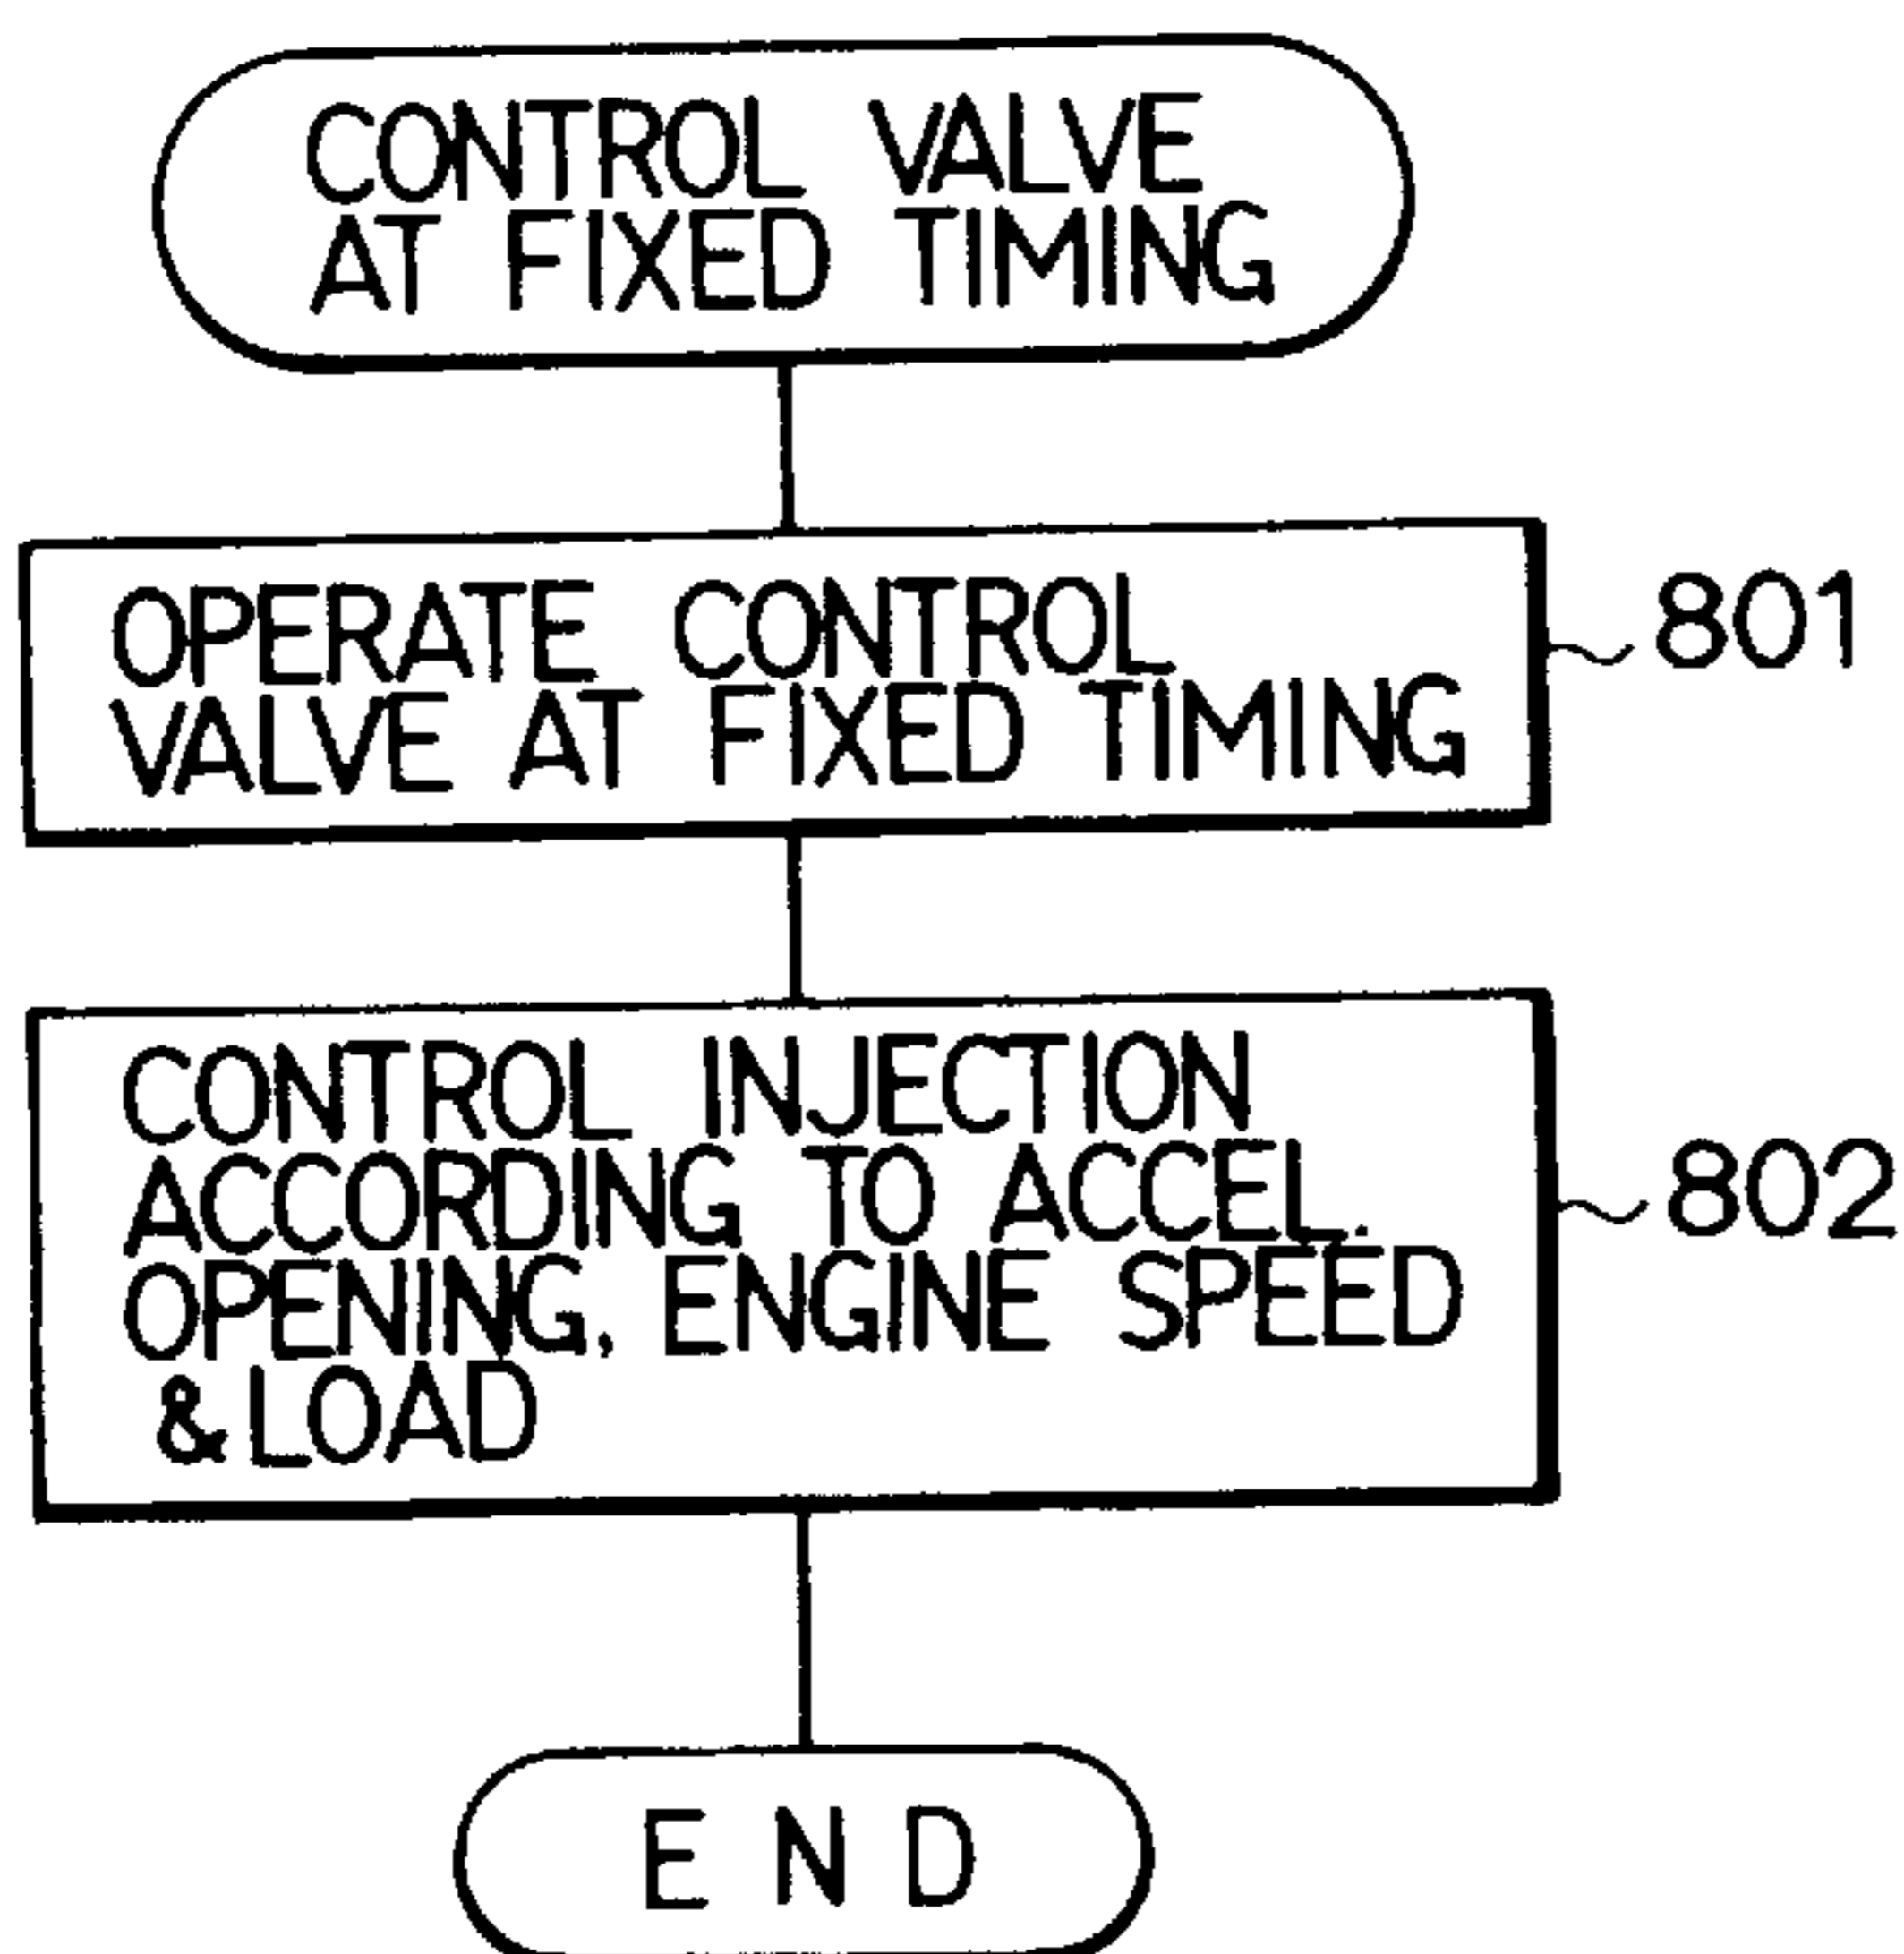 CONTROL VALVE
AT FIXED TIMING
OPERATE CONTROL
VALVE AT FIXED TIMING
801
CONTROL INJECTION
ACCORDING TO ACCEL.
OPENING, ENGINE SPEED
& LOAD
802
END